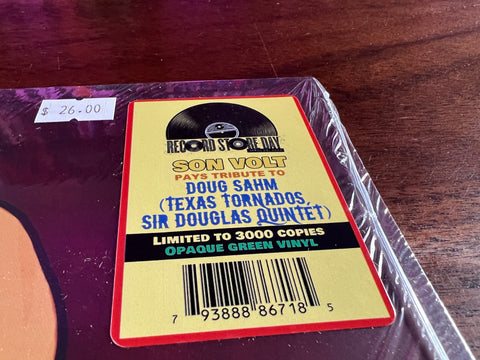 $ 26.00
RECORD STORE DAY
SON VOLT
PAYS TRIBUTE TO
DOUG SAHM
(TEXAS TORNADOS,
SIR DOUGLAS QUINTET)
LIMITED TO 3000 COPIES
OPAQUE GREEN VINYL
7 93888 86718 5